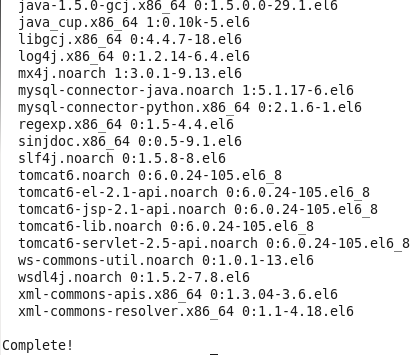 java-1.5.0-gcj.x86_64 0:1.5.0.0-29.1.el6
java_cup.x86_64 1:0.10k-5.el6
libgcj.x86_64 0:4.4.7-18.el6
log4j.x86_64 0:1.2.14-6.4.el6
mx4j.noarch 1:3.0.1-9.13.el6
mysql-connector-java.noarch 1:5.1.17-6.el6
mysql-connector-python.x86_64 0:2.1.6-1.el6
regexp.x86_64 0:1.5-4.4.el6
sinjdoc.x86_64 0:0.5-9.1.el6
slf4j.noarch 0:1.5.8-8.el6
tomcat6.noarch 0:6.0.24-105.el6_8
tomcat6-el-2.1-api.noarch 0:6.0.24-105.el6_8
tomcat6-jsp-2.1-api.noarch 0:6.0.24-105.el6_8
tomcat6-lib.noarch 0:6.0.24-105.el6_8
tomcat6-servlet-2.5-api.noarch 0:6.0.24-105.el6_8
ws-commons-util.noarch 0:1.0.1-13.el6
wsdl4j.noarch 0:1.5.2-7.8.el6
xml-commons-apis.x86_64 0:1.3.04-3.6.el6
xml-commons-resolver.x86_64 0:1.1-4.18.el6
Complete!